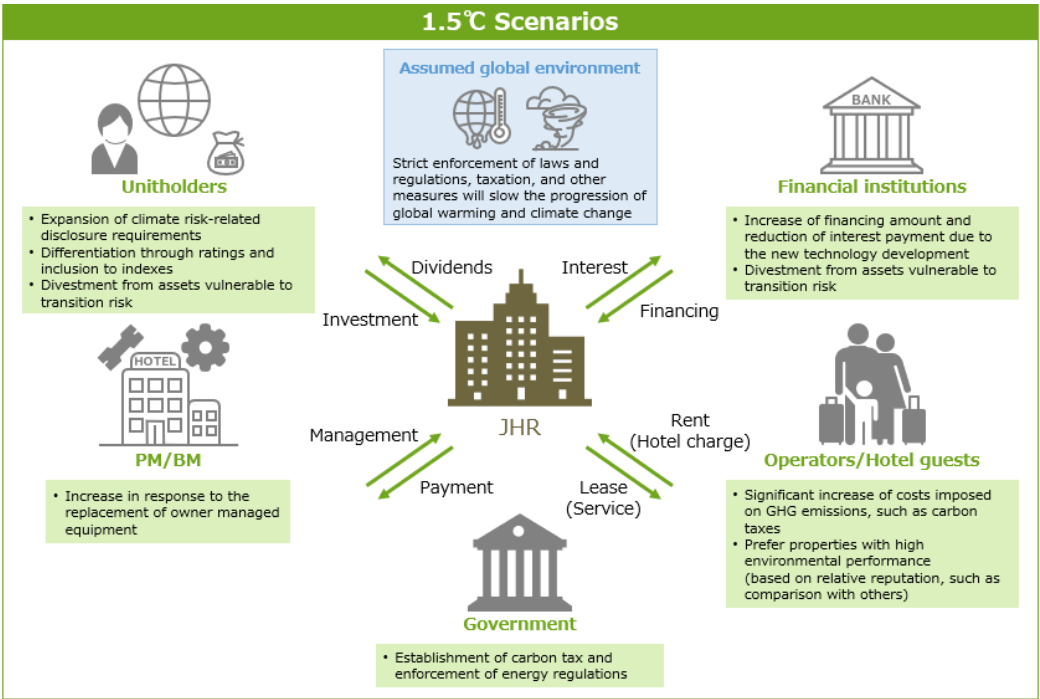 1.5℃ Scenarios
Assumed global environment
Strict enforcement of laws and
regulations, taxation, and other
measures will slow the progression of
global warming and climate change
Unitholders
• Expansion of climate risk-related
disclosure requirements
• Differentiation through ratings and
inclusion to indexes
• Divestment from assets vulnerable to
transition risk
BANK
Financial institutions
• Increase of financing amount and
reduction of interest payment due to
the new technology development
• Divestment from assets vulnerable to
transition risk
Dividends
Investment
Interest
Financing
JHR
HOTEL
PM/BM
• Increase in response to the
replacement of owner managed
equipment
Management
Payment
Rent
(Hotel charge)
Lease
(Service)
Operators/Hotel guests
• Significant increase of costs imposed
on GHG emissions, such as carbon
taxes
• Prefer properties with high
environmental performance
(based on relative reputation, such as
comparison with others)
Government
• Establishment of carbon tax and
enforcement of energy regulations